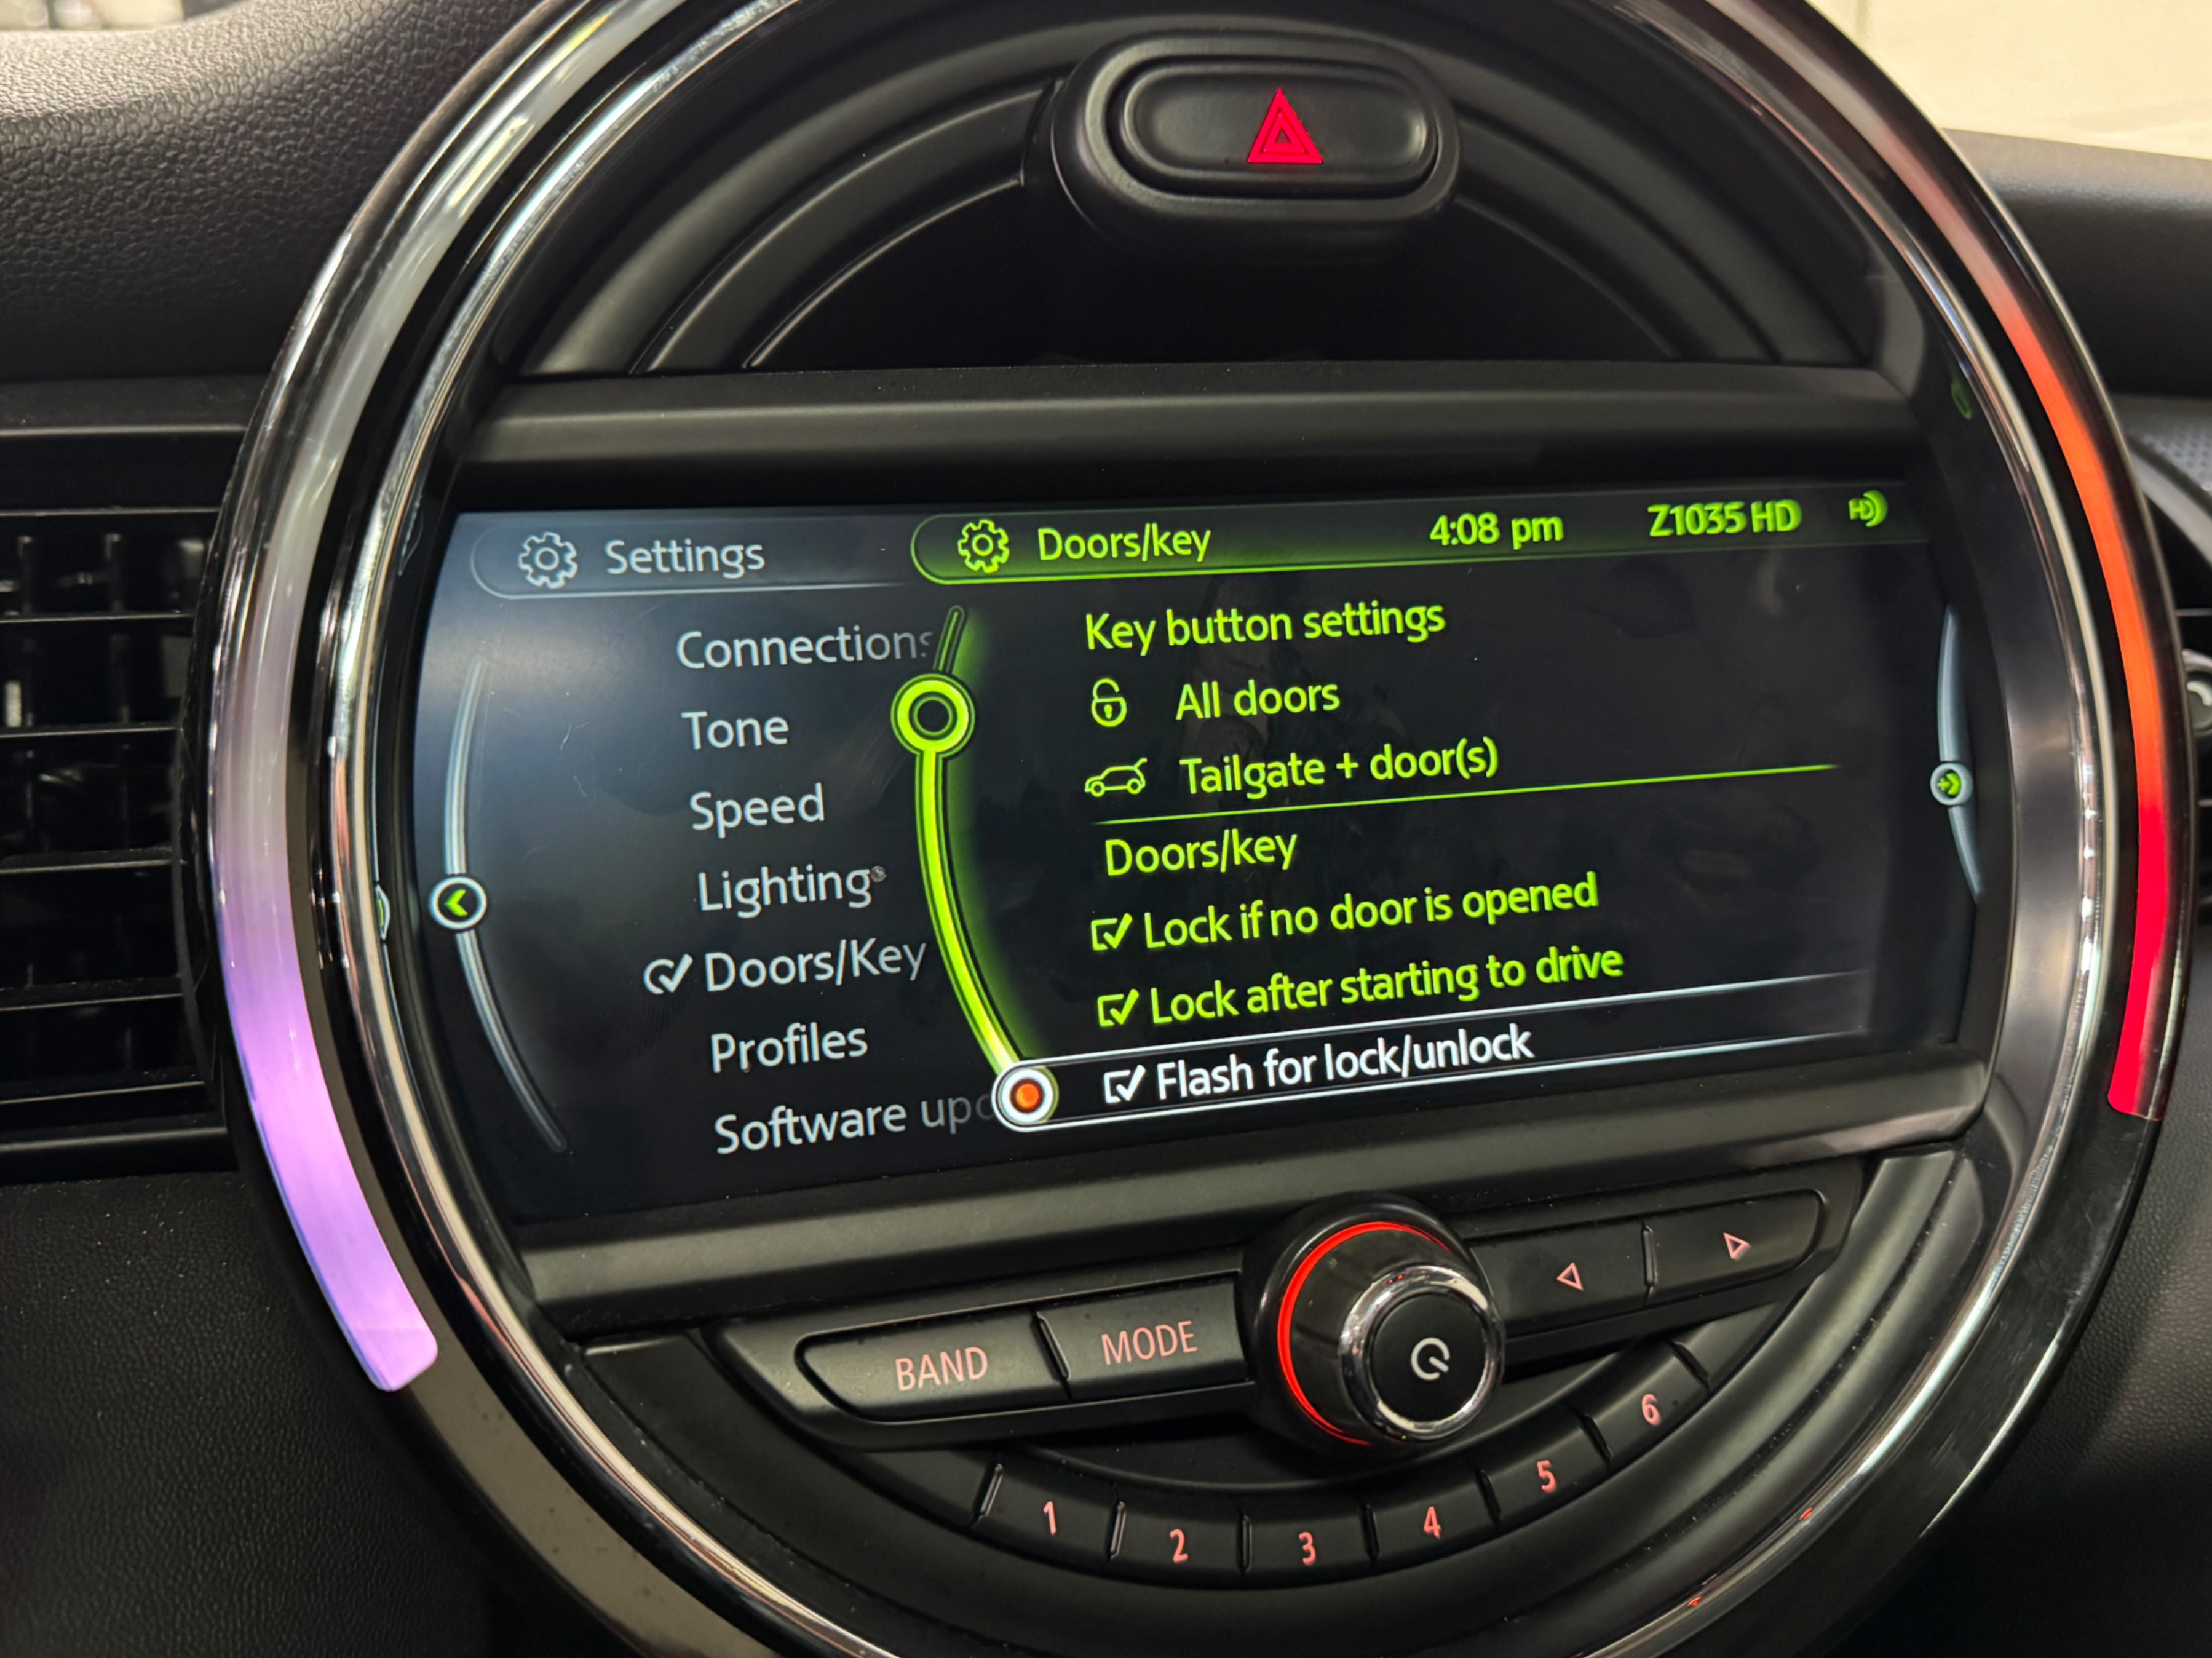 Settings
Doors/key
4:08 pm
Z1035 HD
HD
Connections
Tone
Speed
Lighting
Doors/Key
Profiles
Software
Key button settings
All doors
Tailgate + door(s)
Doors/key
Lock if no door is opened
Lock after starting to drive
Flash for lock/unlock
BAND
MODE
1
2
3
4
5
6